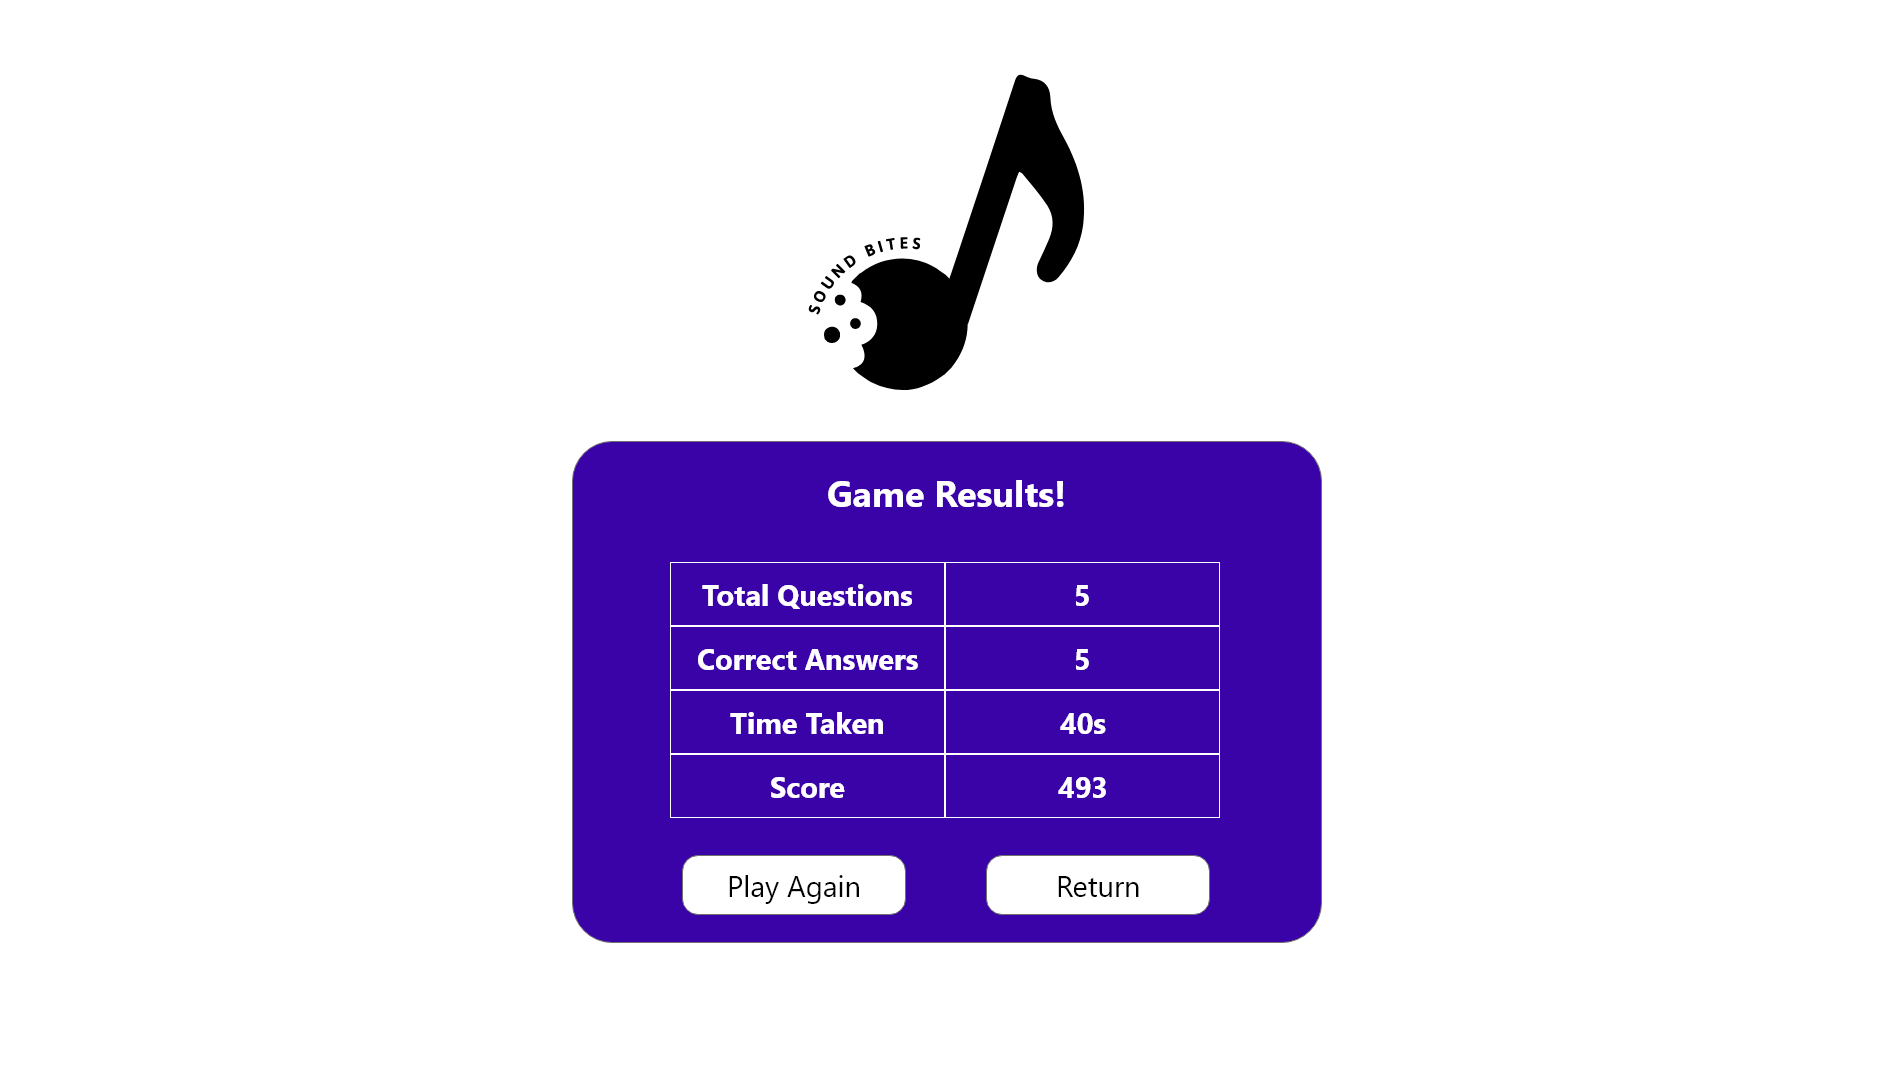 SOUND BITES
Game Results!
Total Questions 5
Correct Answers 5
Time Taken 40s
Score 493
Play Again Return